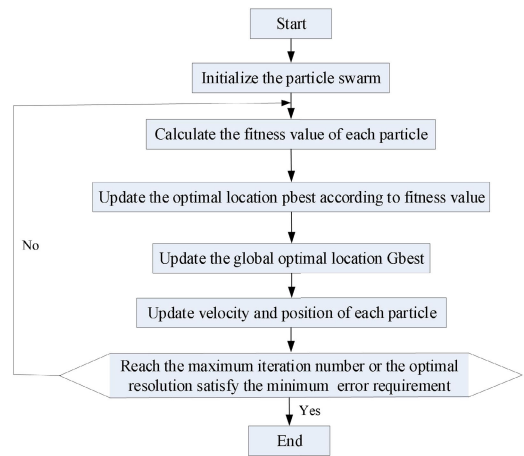 Start
Initialize the particle swarm
Calculate the fitness value of each particle
Update the optimal location pbest according to fitness value
No
Update the global optimal location Gbest
Update velocity and position of each particle
Reach the maximum iteration number or the optimal
resolution satisfy the minimum error requirement
Yes
End